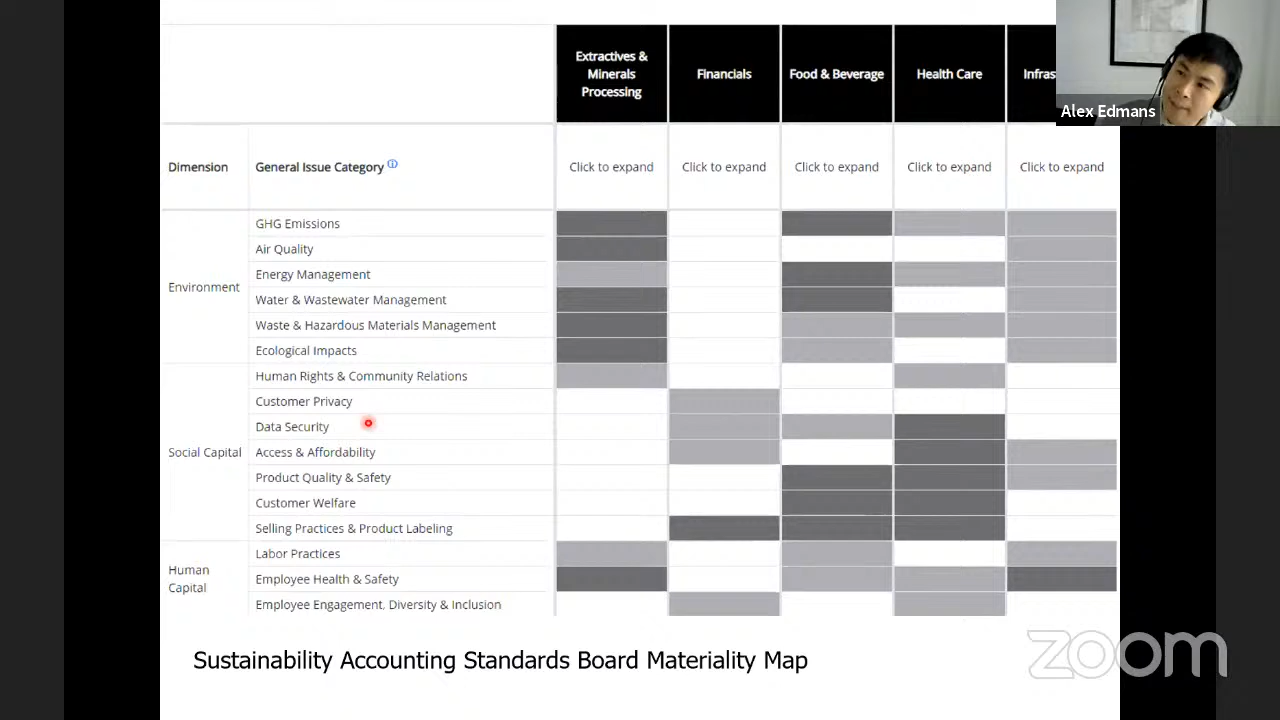 Extractives &
Minerals
Processing
Financials
Food & Beverage
Health Care
Infras
Alex Edmans
Dimension
General Issue Category
Click to expand
Click to expand
Click to expand
Click to expand
Click to expand
Environment
GHG Emissions
Air Quality
Energy Management
Water & Wastewater Management
Waste & Hazardous Materials Management
Ecological Impacts
Social Capital
Human Rights & Community Relations
Customer Privacy
Data Security
Access & Affordability
Product Quality & Safety
Customer Welfare
Selling Practices & Product Labeling
Human
Capital
Labor Practices
Employee Health & Safety
Employee Engagement, Diversity & Inclusion
Sustainability Accounting Standards Board Materiality Map
zoom